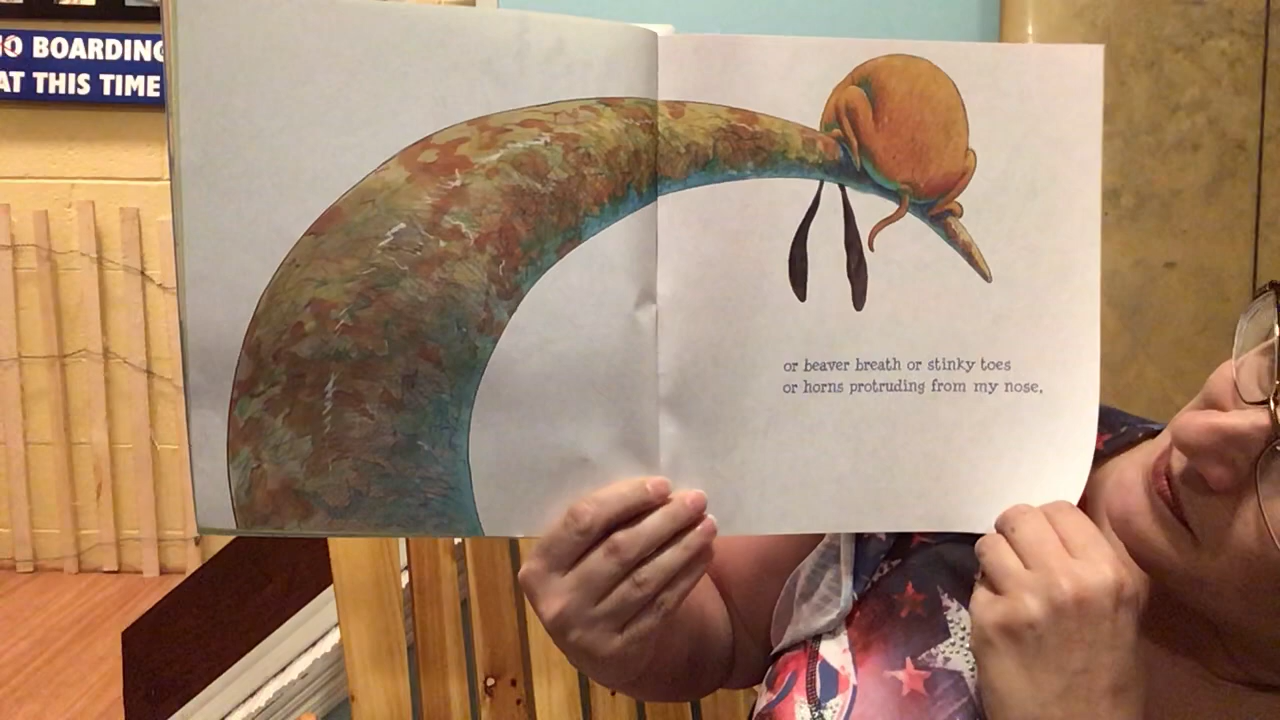 NO BOARDING
AT THIS TIME
or beaver breath or stinky toes
or horns protruding from my nose,